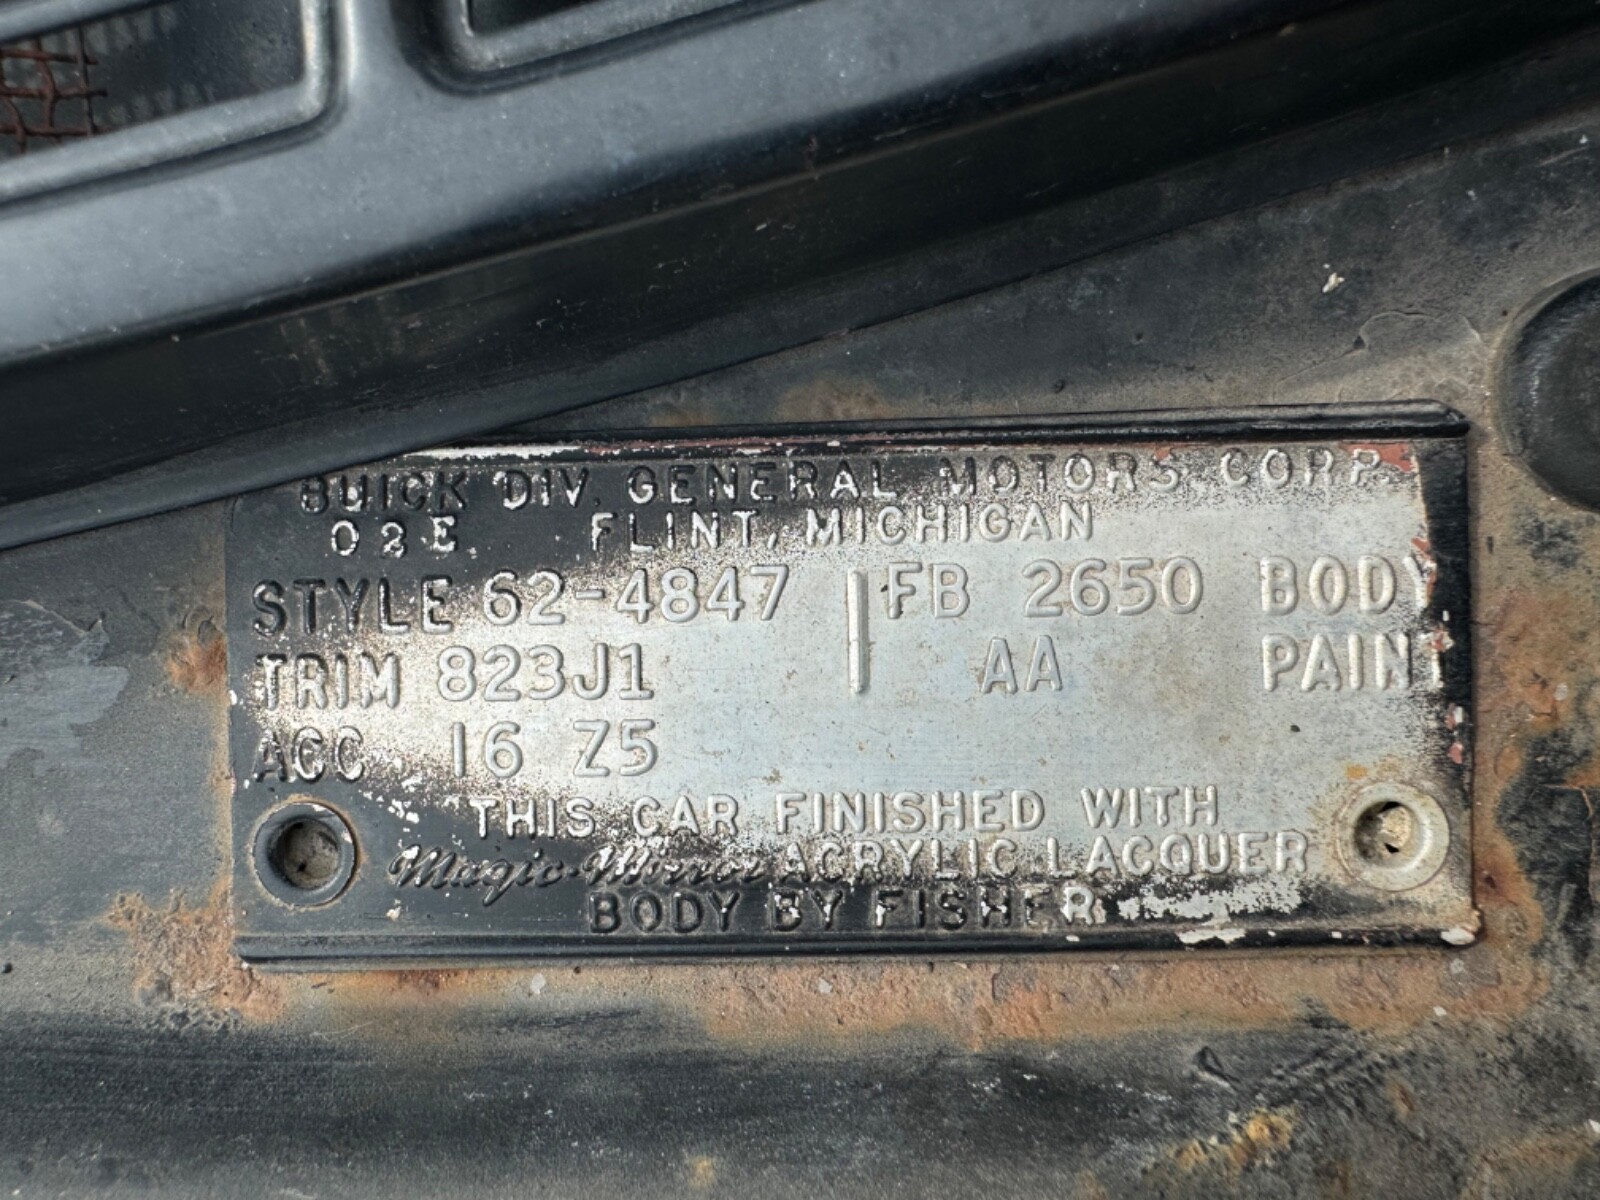 BUICK DIV. GENERAL MOTORS CORP.
02E FLINT, MICHIGAN
STYLE 62-4847 FB 2650 BODY
TRIM 823J1 AA PAINT
ACC. 16 Z5
THIS CAR FINISHED WITH
Magic-Mirror ACRYLIC LACQUER
BODY BY FISHER